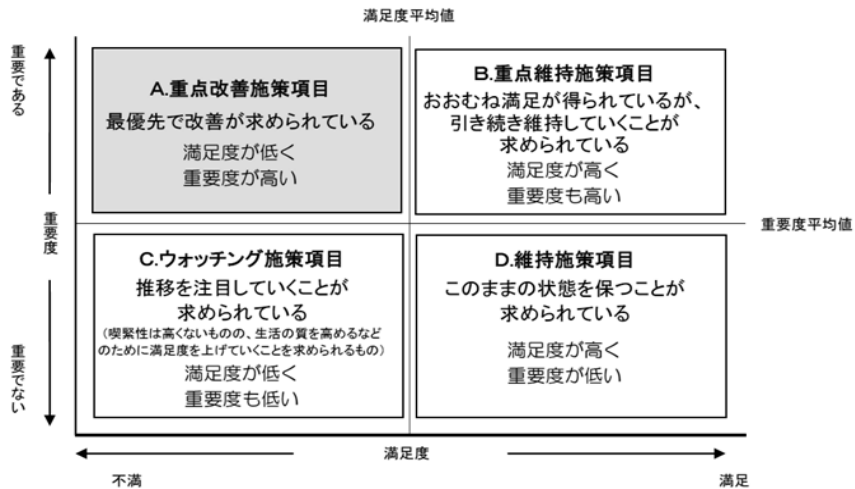 満足度平均値
重要である
A.重点改善施策項目
最優先で改善が求められている
満足度が低く
重要度が高い
B.重点維持施策項目
おおむね満足が得られているが、
引き続き維持していくことが
求められている
満足度が高く
重要度も高い
重要度
重要度平均値
C.ウォッチング施策項目
推移を注目していくことが
求められている
(喫緊性は高くないものの、生活の質を高めるなど
のために満足度を上げていくことを求められるもの)
満足度が低く
重要度も低い
D.維持施策項目
このままの状態を保つことが
求められている
満足度が高く
重要度が低い
重要でない
満足度
不満
満足